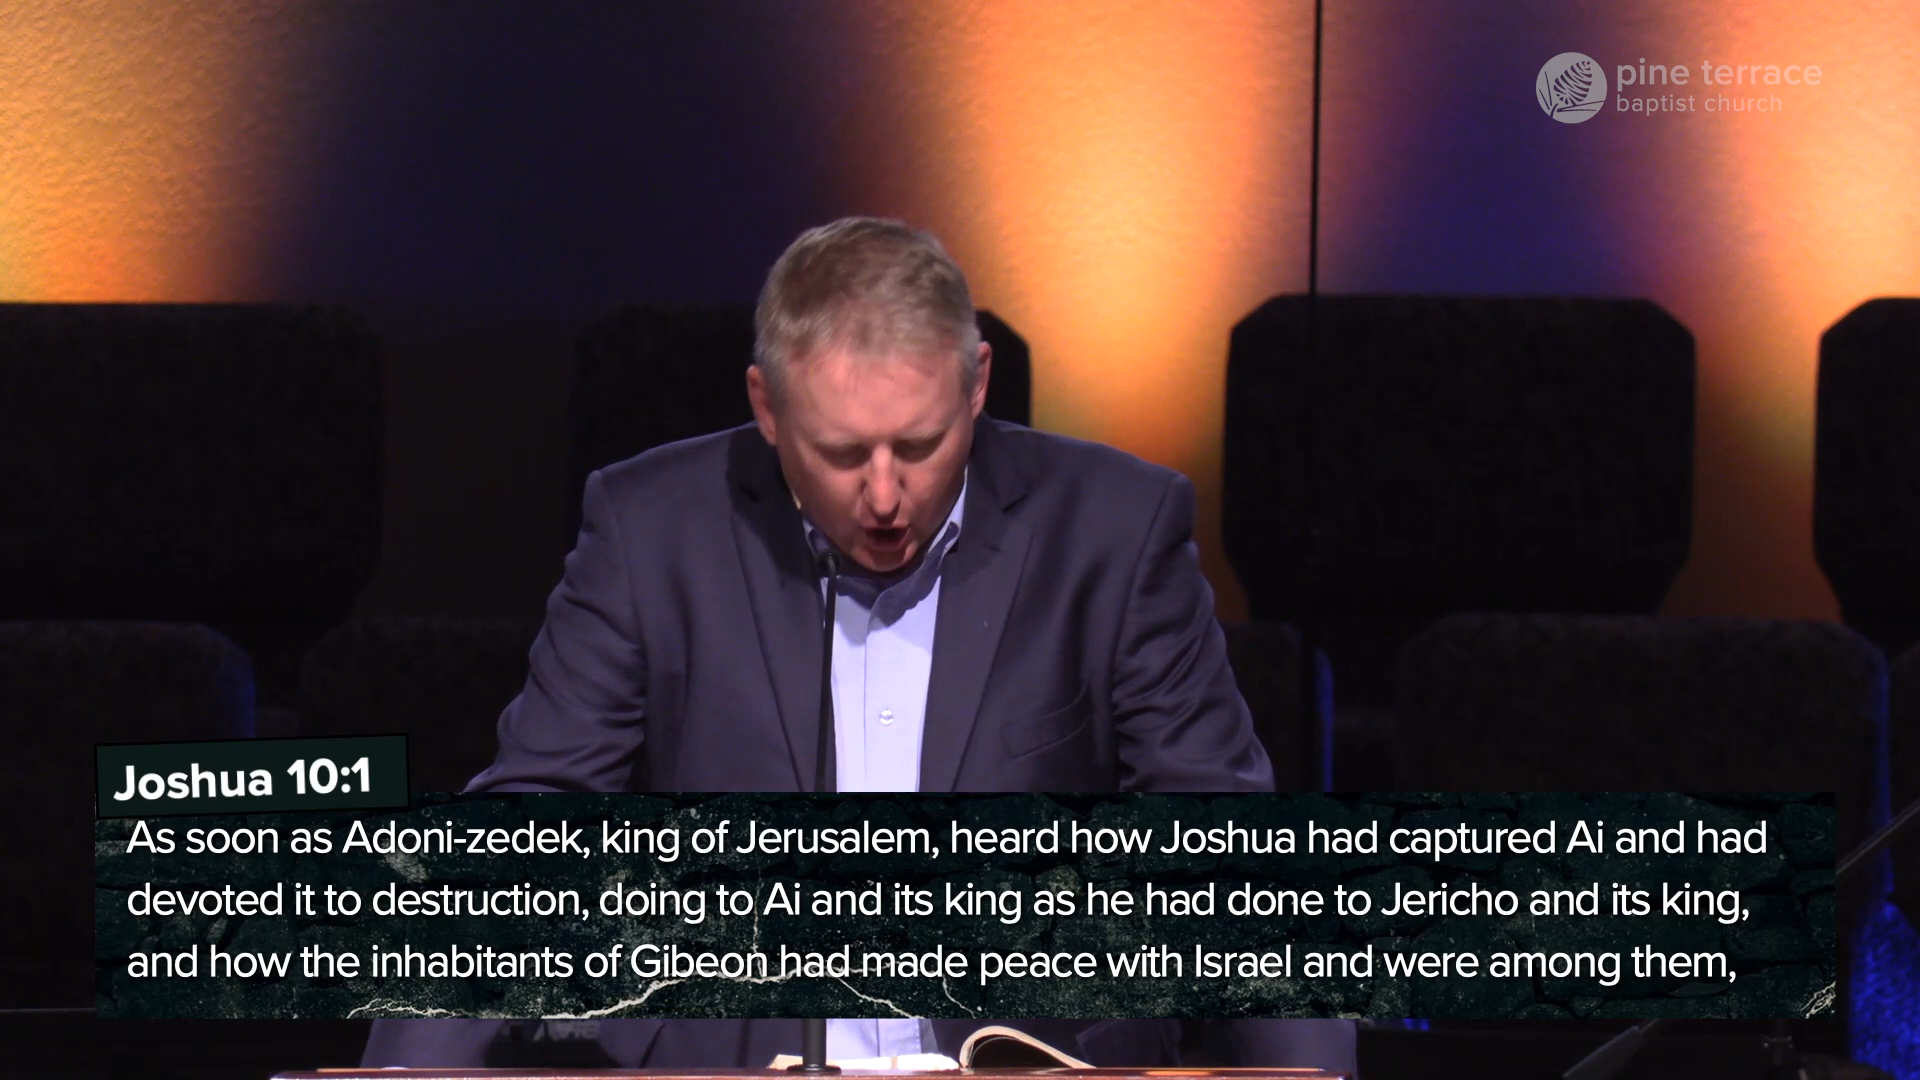 pine terrace
baptist church
Joshua 10:1
As soon as Adoni-zedek, king of Jerusalem, heard how Joshua had captured Ai and had
devoted it to destruction, doing to Ai and its king as he had done to Jericho and its king,
and how the inhabitants of Gibeon had made peace with Israel and were among them,